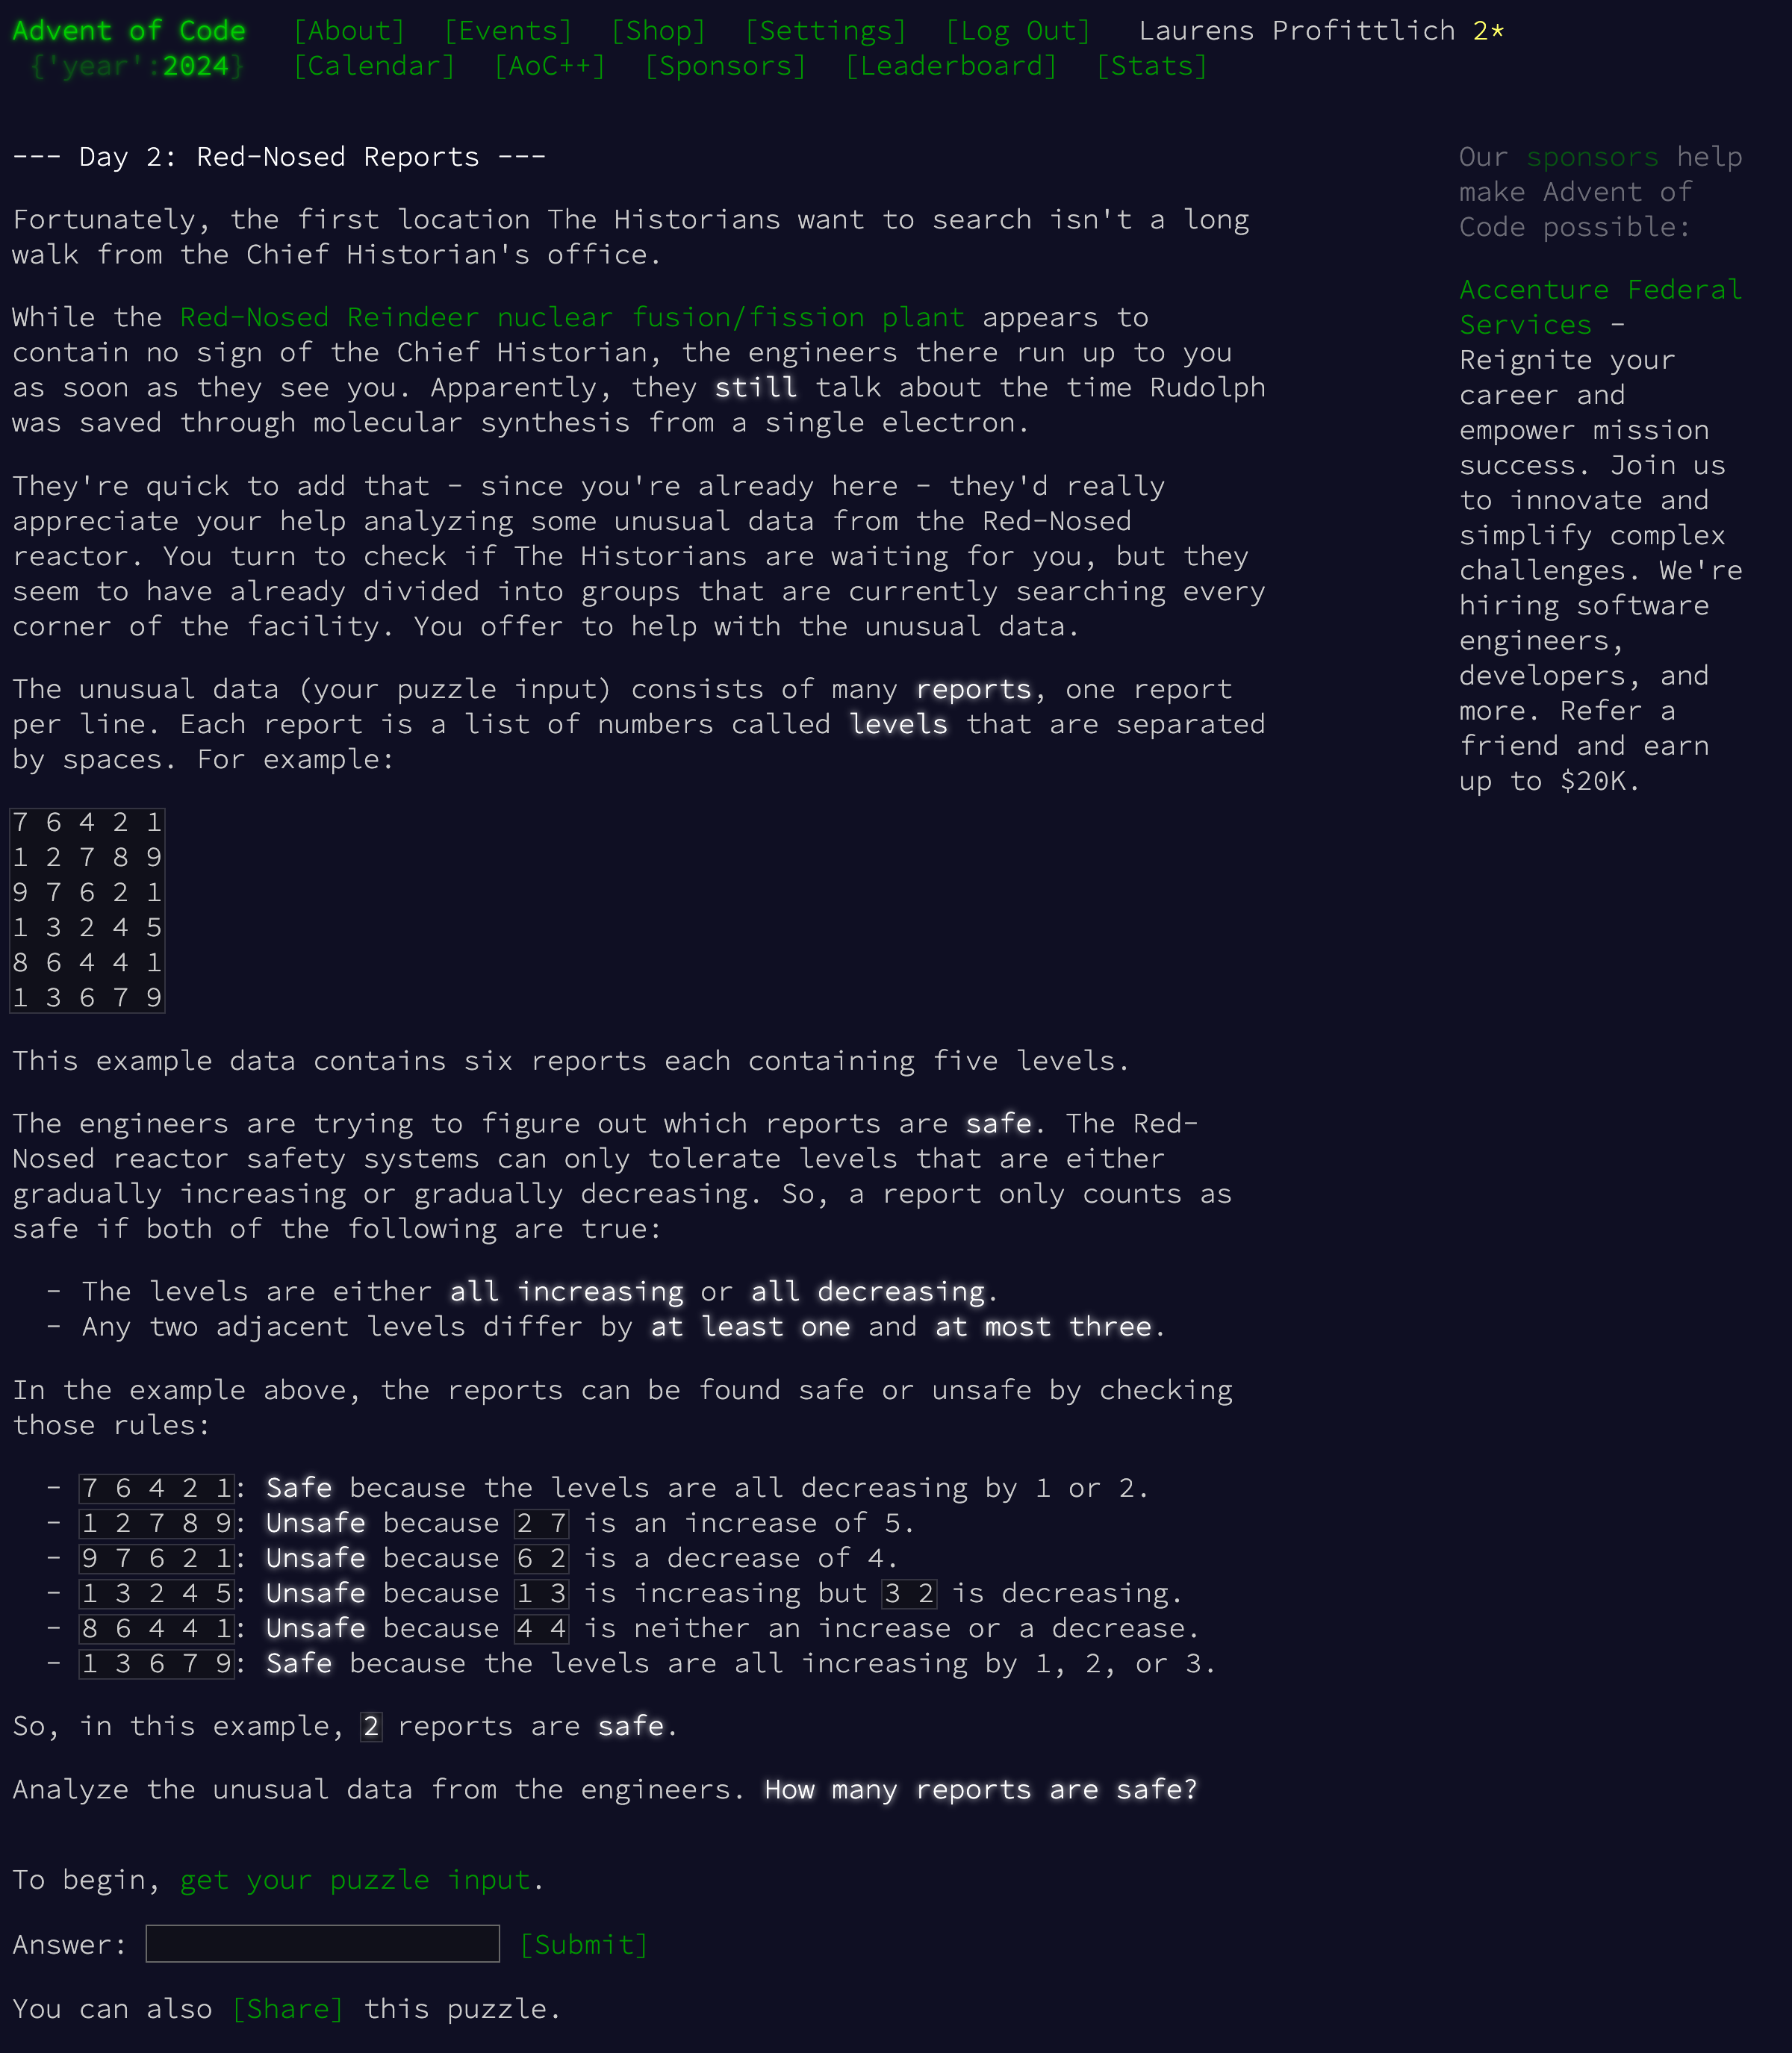 Advent of Code [About] [Events] [Shop] [Settings] [Log Out] Laurens Profittlich 2*
{'year':2024} [Calendar] [AoC++] [Sponsors] [Leaderboard] [Stats]
--- Day 2: Red-Nosed Reports ---
Fortunately, the first location The Historians want to search isn't a long
walk from the Chief Historian's office.
While the Red-Nosed Reindeer nuclear fusion/fission plant appears to
contain no sign of the Chief Historian, the engineers there run up to you
as soon as they see you. Apparently, they still talk about the time Rudolph
was saved through molecular synthesis from a single electron.
They're quick to add that - since you're already here - they'd really
appreciate your help analyzing some unusual data from the Red-Nosed
reactor. You turn to check if The Historians are waiting for you, but they
seem to have already divided into groups that are currently searching every
corner of the facility. You offer to help with the unusual data.
The unusual data (your puzzle input) consists of many reports, one report
per line. Each report is a list of numbers called levels that are separated
by spaces. For example:
7 6 4 2 1
1 2 7 8 9
9 7 6 2 1
1 3 2 4 5
8 6 4 4 1
1 3 6 7 9
This example data contains six reports each containing five levels.
The engineers are trying to figure out which reports are safe. The Red-
Nosed reactor safety systems can only tolerate levels that are either
gradually increasing or gradually decreasing. So, a report only counts as
safe if both of the following are true:
- The levels are either all increasing or all decreasing.
- Any two adjacent levels differ by at least one and at most three.
In the example above, the reports can be found safe or unsafe by checking
those rules:
- 7 6 4 2 1: Safe because the levels are all decreasing by 1 or 2.
- 1 2 7 8 9: Unsafe because 2 7 is an increase of 5.
- 9 7 6 2 1: Unsafe because 6 2 is a decrease of 4.
- 1 3 2 4 5: Unsafe because 1 3 is increasing but 3 2 is decreasing.
- 8 6 4 4 1: Unsafe because 4 4 is neither an increase or a decrease.
- 1 3 6 7 9: Safe because the levels are all increasing by 1, 2, or 3.
So, in this example, 2 reports are safe.
Analyze the unusual data from the engineers. How many reports are safe?
To begin, get your puzzle input.
Answer: [Submit]
You can also [Share] this puzzle.
Our sponsors help
make Advent of
Code possible:
Accenture Federal
Services -
Reignite your
career and
empower mission
success. Join us
to innovate and
simplify complex
challenges. We're
hiring software
engineers,
developers, and
more. Refer a
friend and earn
up to $20K.